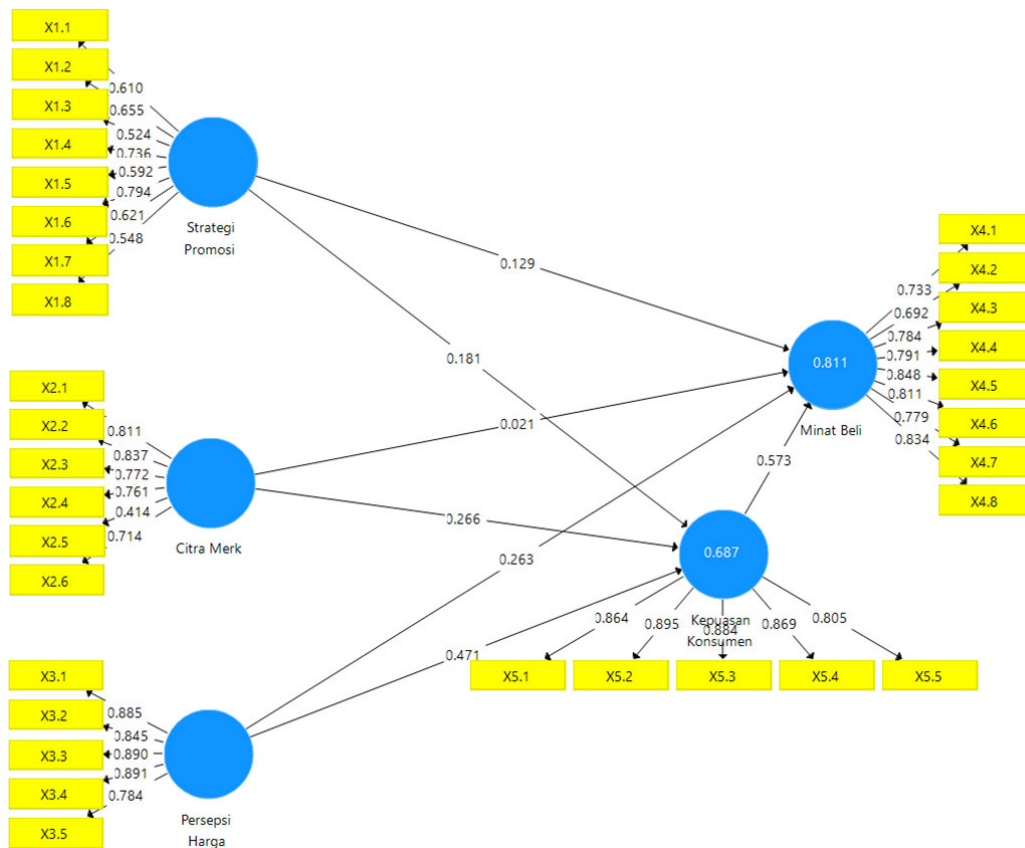 X1.1
X1.2
X1.3
X1.4
X1.5
X1.6
X1.7
X1.8
0.610
0.655
0.524
0.736
0.592
0.794
0.621
0.548
Strategi
Promosi
X2.1
X2.2
X2.3
X2.4
X2.5
X2.6
0.811
0.837
0.772
0.761
0.414
0.714
Citra Merk
X3.1
X3.2
X3.3
X3.4
X3.5
0.885
0.845
0.890
0.891
0.784
Persepsi
Harga
0.129
0.181
0.021
0.266
0.263
0.471
0.573
0.811
Minat Beli
0.733
0.692
0.784
0.791
0.848
0.811
0.779
0.834
X4.1
X4.2
X4.3
X4.4
X4.5
X4.6
X4.7
X4.8
0.687
Kepuasan
Konsumen
0.864
0.895
0.884
0.869
0.805
X5.1
X5.2
X5.3
X5.4
X5.5